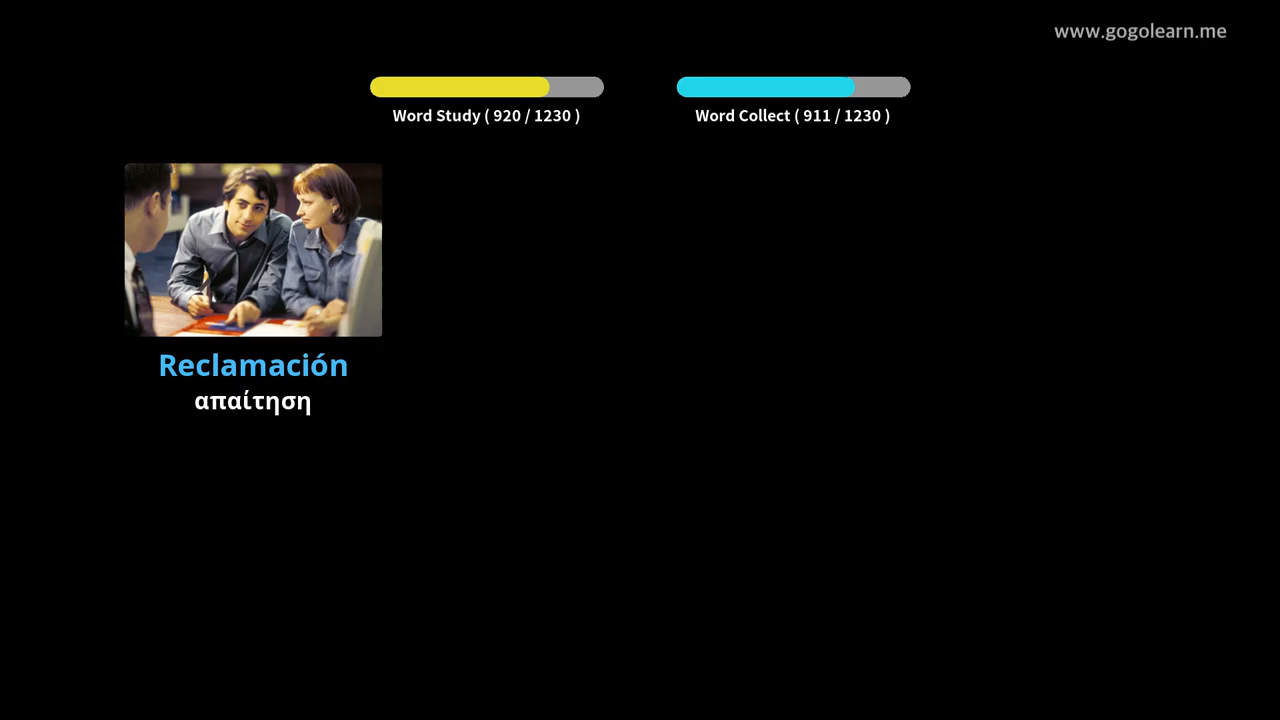 www.gogolearn.me
Word Study ( 920 / 1230 )
Word Collect ( 911 / 1230 )
Reclamación
απαίτηση